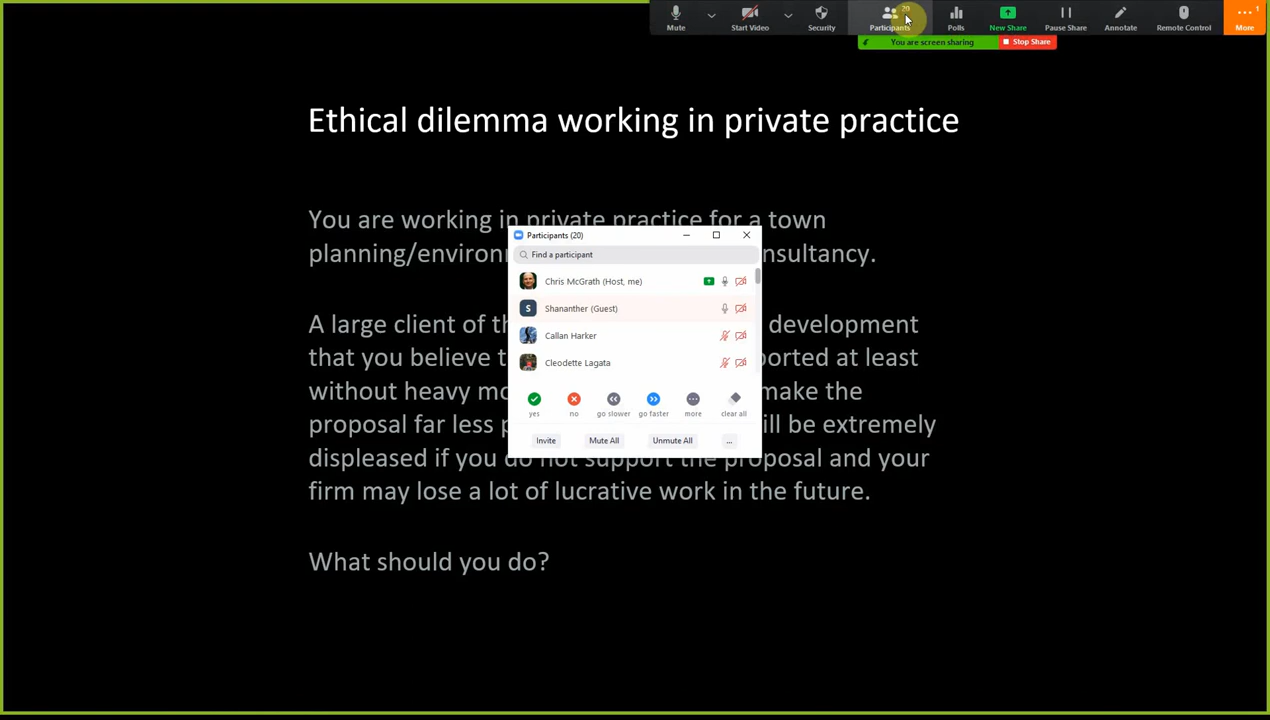 20
1
Mute
Start Video
Security
Participants
Polls
New Share
Pause Share
Annotate
Remote Control
More
You are screen sharing
Stop Share
Ethical dilemma working in private practice
You are working in private practice for a town
planning/environ
nsultancy.
Participants (20)
Find a participant
Chris McGrath (Host, me)
S
Shananther (Guest)
Callan Harker
Cleodette Lagata
yes
no
go slower
go faster
more
clear all
Invite
Mute All
Unmute All
...
A large client of th
development
that you believe t
ported at least
without heavy mo
make the
proposal far less p
ill be extremely
displeased if you do not support the proposal and your
firm may lose a lot of lucrative work in the future.
What should you do?